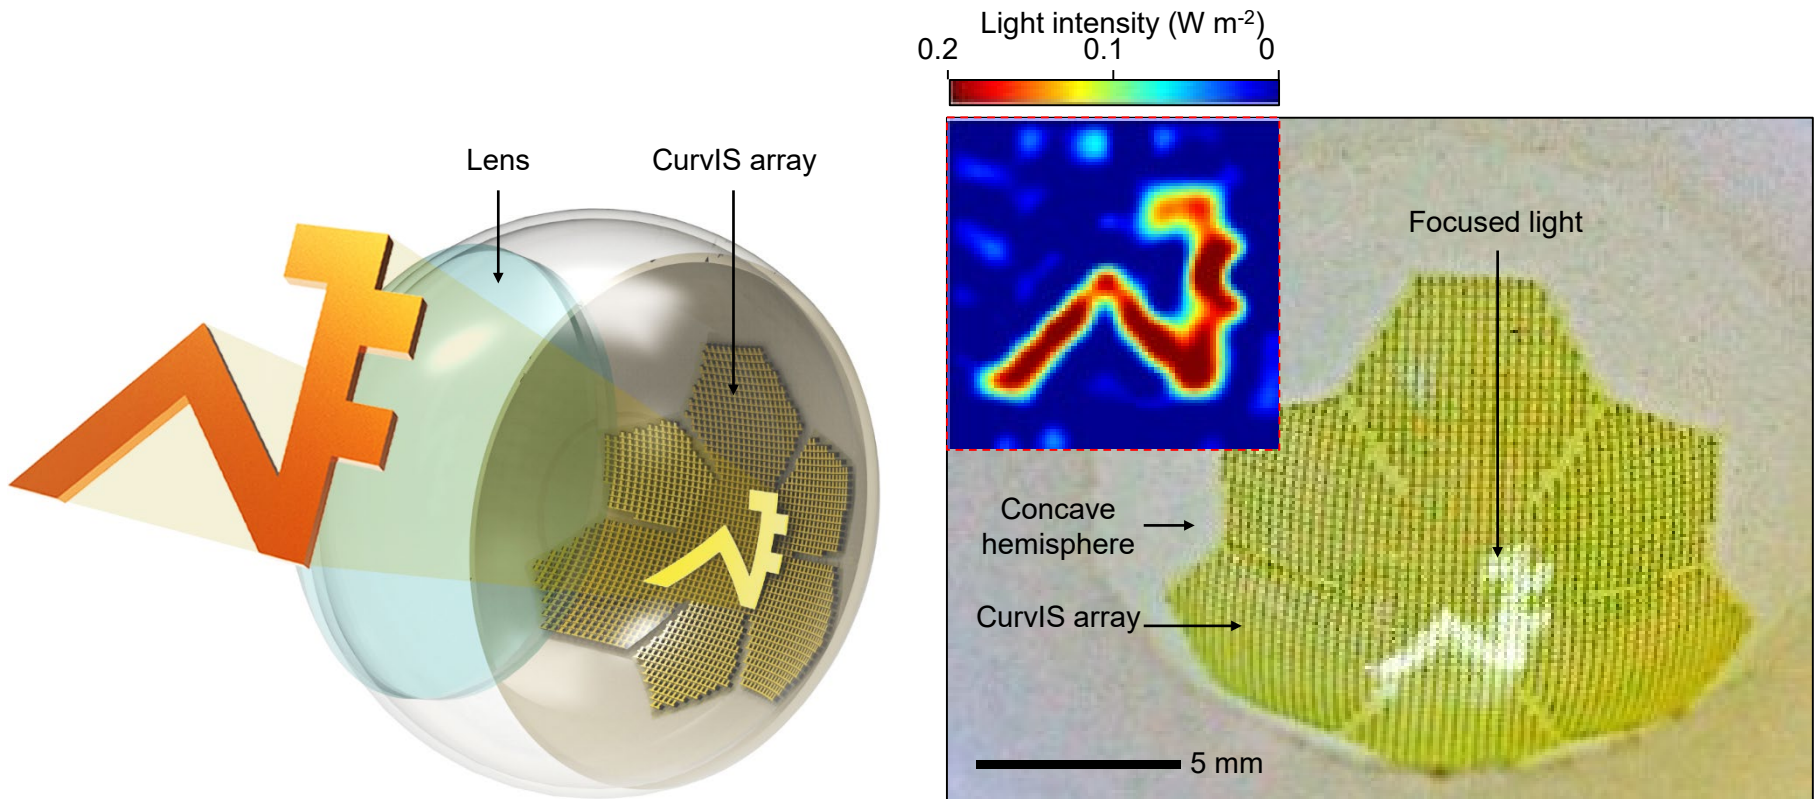 Light intensity (W m-2)
0.2 0.1 0
Lens
CurvIS array
Focused light
Concave
hemisphere
CurvIS array
5 mm